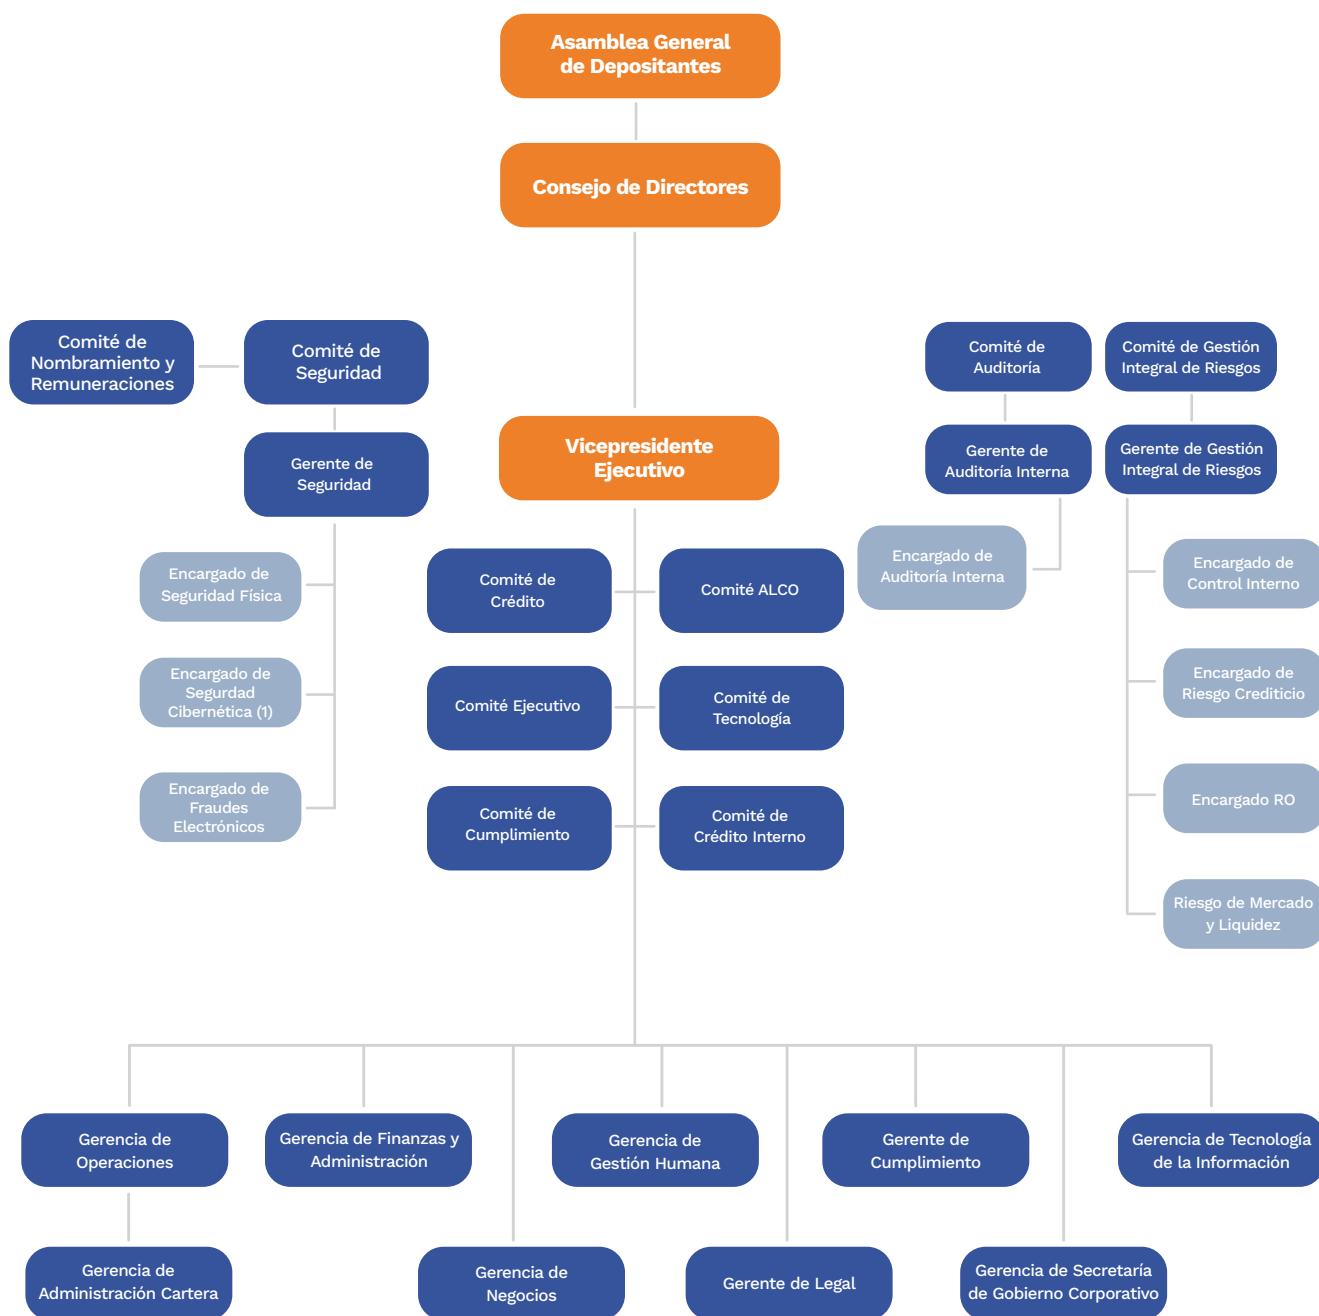 Asamblea General
de Depositantes
Consejo de Directores
Comité de
Nombramiento y
Remuneraciones
Comité de
Seguridad
Comité de
Auditoría
Comité de Gestión
Integral de Riesgos
Gerente de
Seguridad
Vicepresidente
Ejecutivo
Gerente de
Auditoría Interna
Gerente de Gestión
Integral de Riesgos
Encargado de
Seguridad Física
Encargado de
Segurdad
Cibernética (1)
Encargado de
Fraudes
Electrónicos
Comité de
Crédito
Comité ALCO
Comité Ejecutivo
Comité de
Tecnología
Comité de
Cumplimiento
Comité de
Crédito Interno
Encargado de
Auditoría Interna
Encargado de
Control Interno
Encargado de
Riesgo Crediticio
Encargado RO
Riesgo de Mercado
y Liquidez
Gerencia de
Operaciones
Gerencia de Finanzas y
Administración
Gerencia de
Gestión Humana
Gerente de
Cumplimiento
Gerencia de Tecnología
de la Información
Gerencia de
Administración Cartera
Gerencia de
Negocios
Gerente de Legal
Gerencia de Secretaría
de Gobierno Corporativo